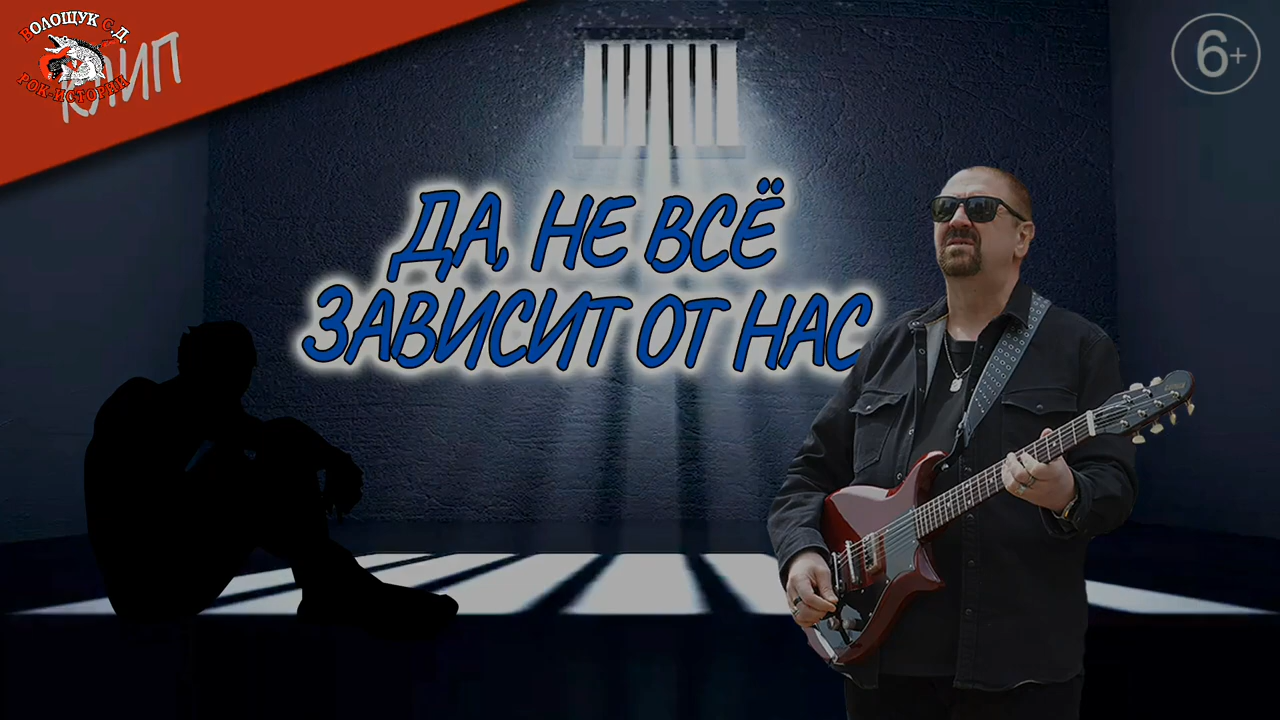 ВОЛОЩУК С.Д.
РОК-ИСТОРИИ
КЛИП
6+
ДА, НЕ ВСЁ
ЗАВИСИТ ОТ НАС